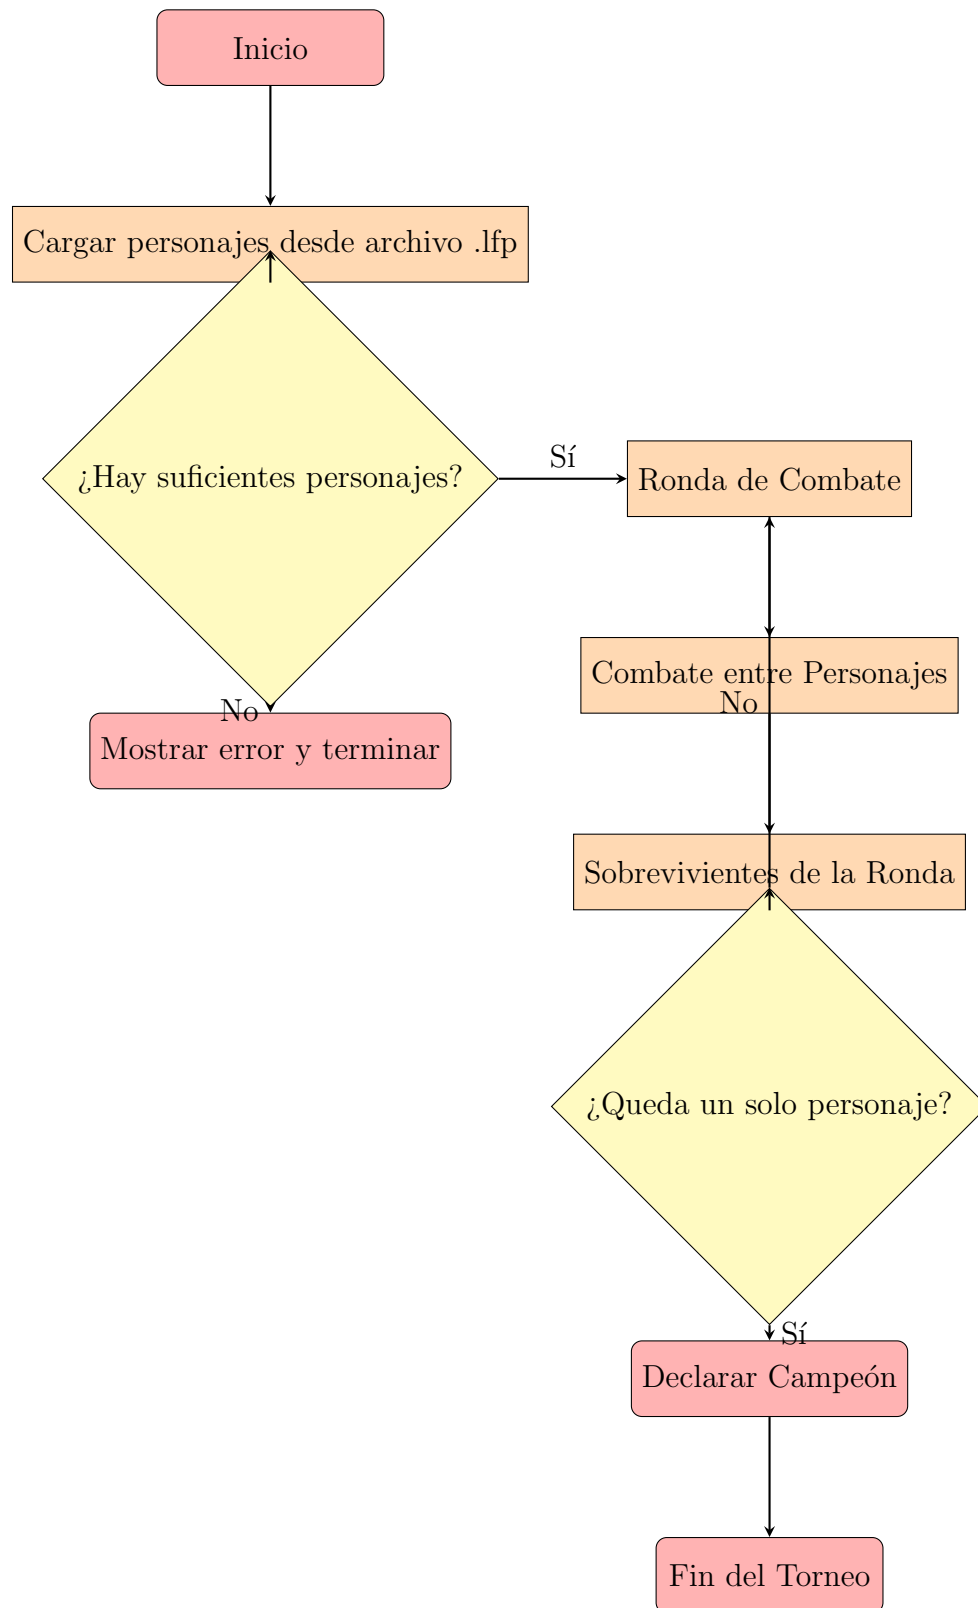 Inicio
Cargar personajes desde archivo .lfp
¿Hay suficientes personajes?
Sí
Ronda de Combate
Combate entre Personajes
No
No
Mostrar error y terminar
Sobrevivientes de la Ronda
¿Queda un solo personaje?
Sí
Declarar Campeón
Fin del Torneo